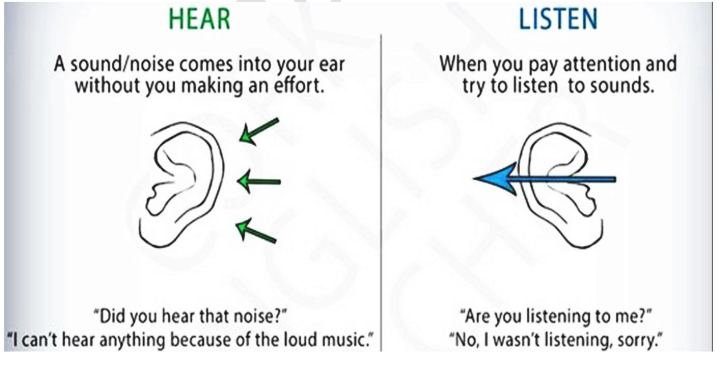 HEAR
A sound/noise comes into your ear
without you making an effort.
"Did you hear that noise?"
"I can't hear anything because of the loud music."
LISTEN
When you pay attention and
try to listen to sounds.
"Are you listening to me?"
"No, I wasn't listening, sorry."